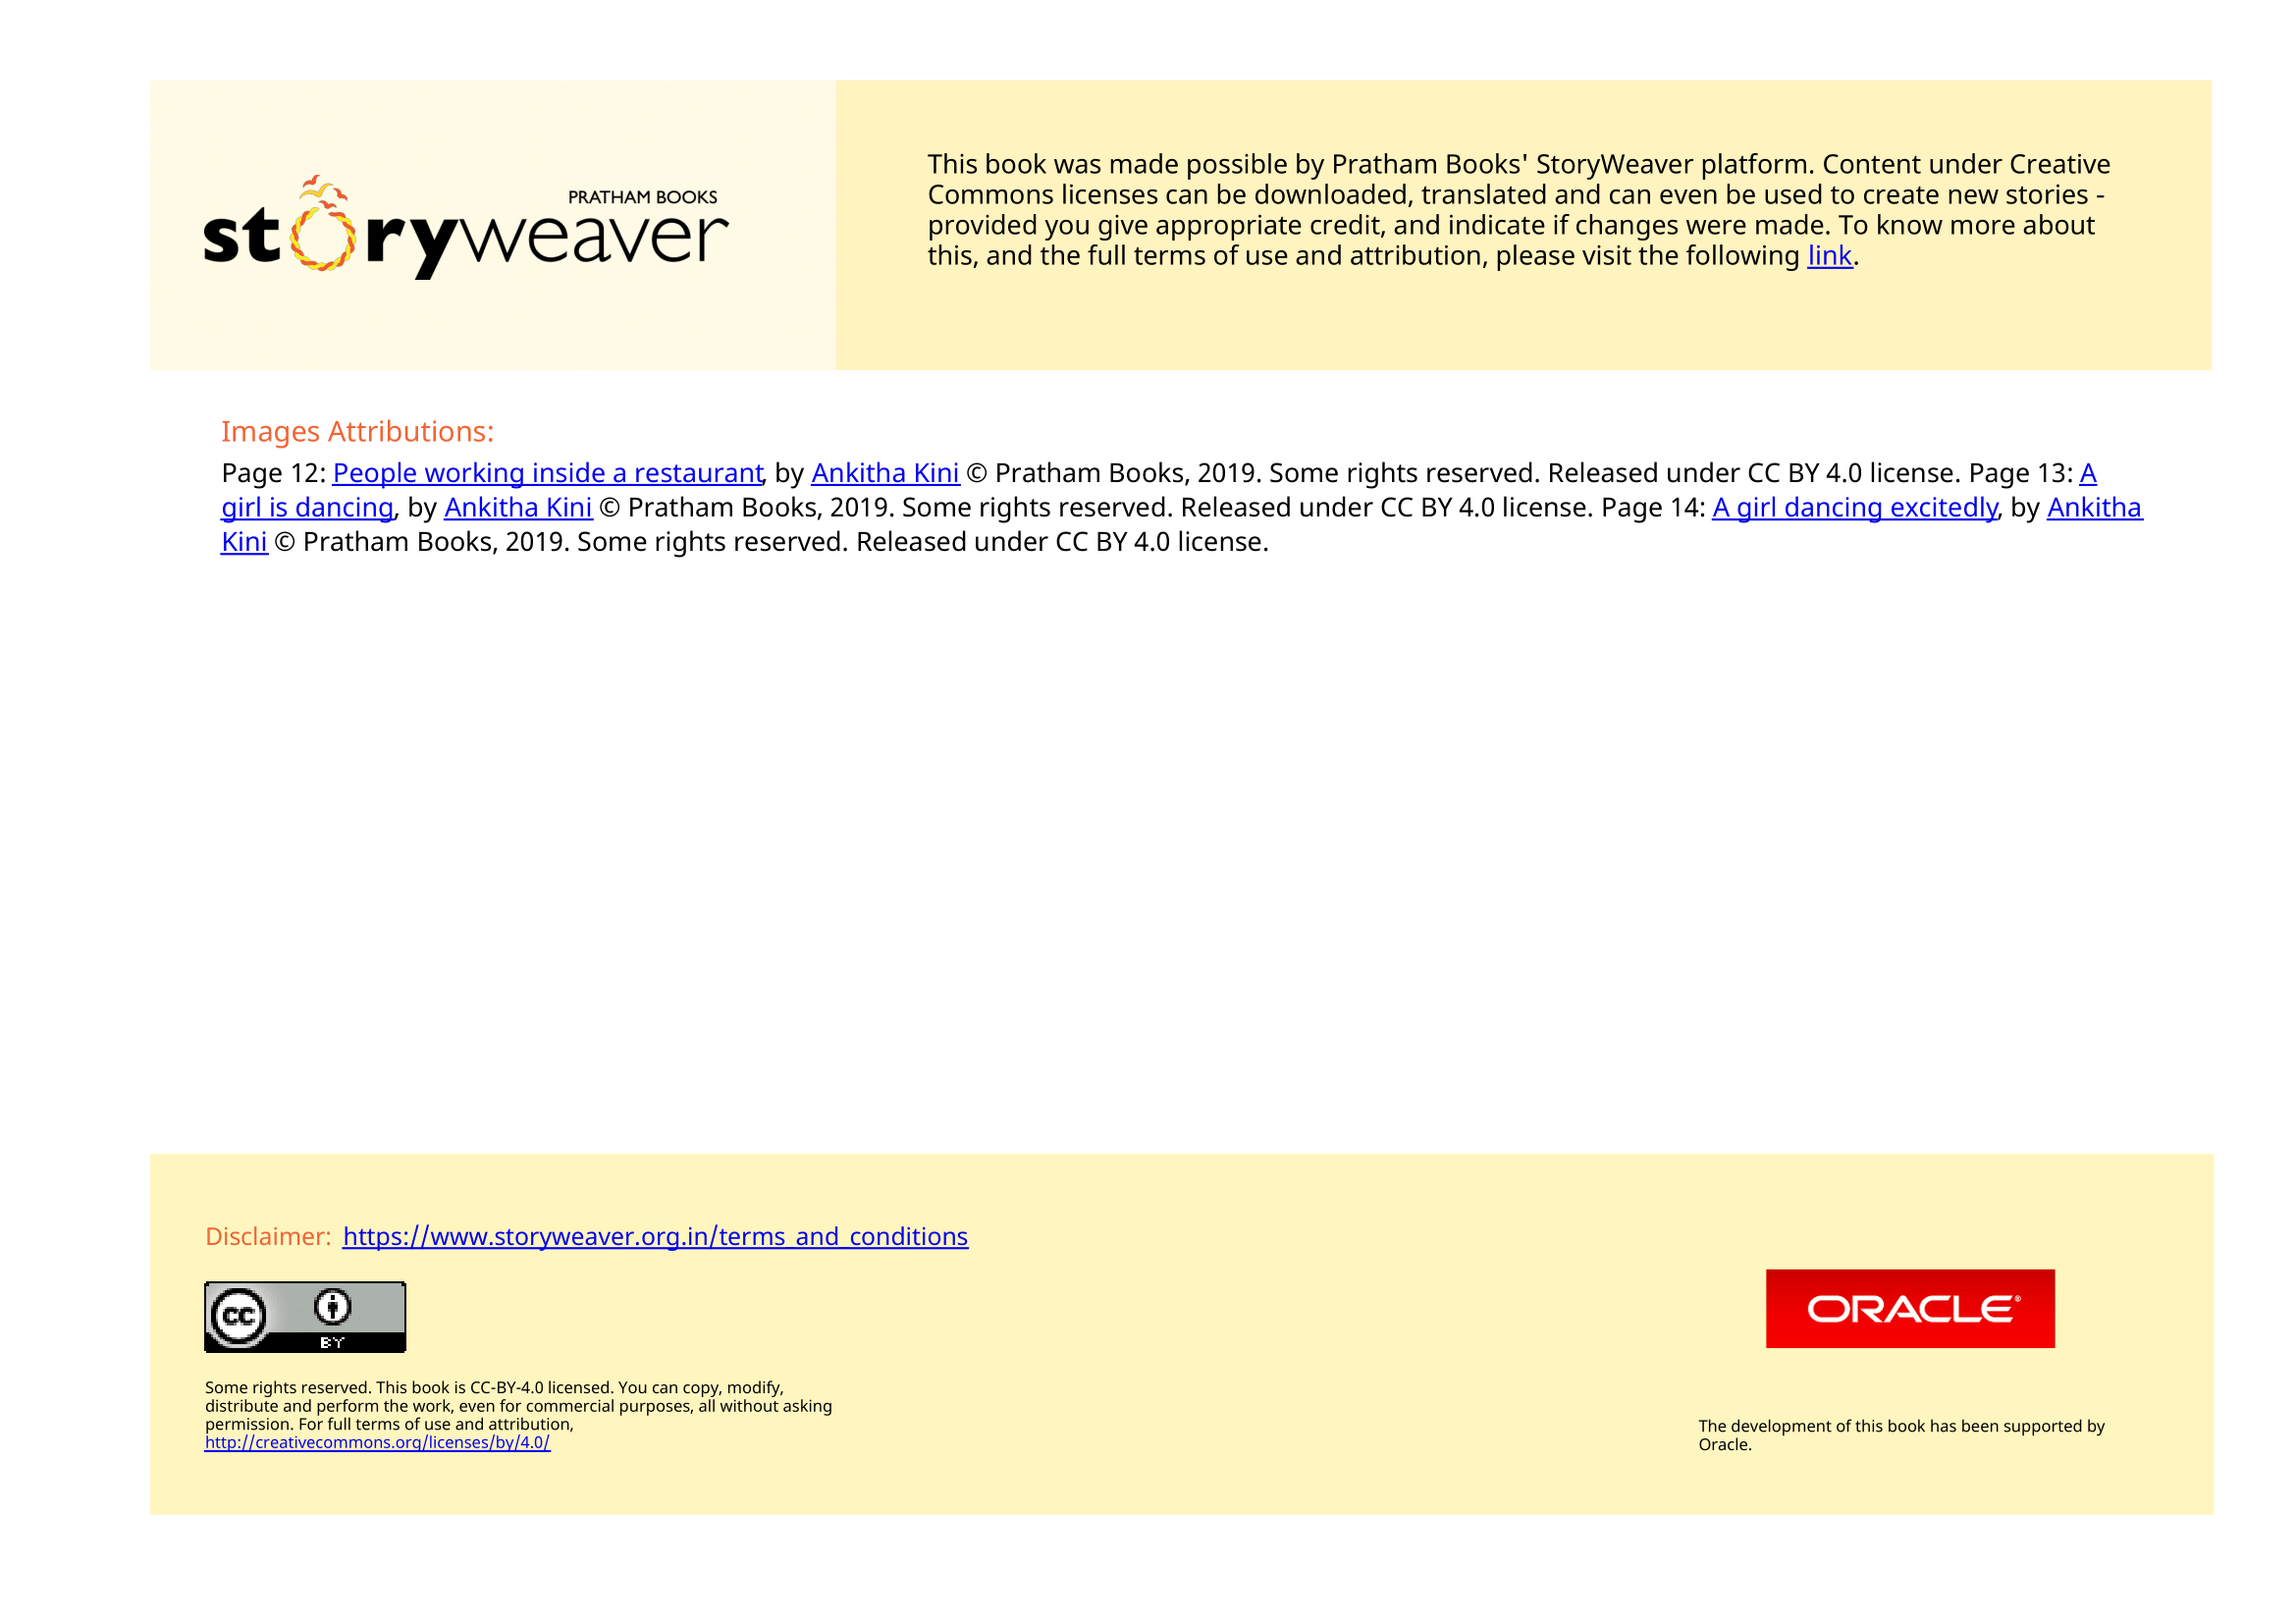 PRATHAM BOOKS
storyweaver
This book was made possible by Pratham Books' StoryWeaver platform. Content under Creative
Commons licenses can be downloaded, translated and can even be used to create new stories -
provided you give appropriate credit, and indicate if changes were made. To know more about
this, and the full terms of use and attribution, please visit the following link.
Images Attributions:
Page 12: People working inside a restaurant, by Ankitha Kini © Pratham Books, 2019. Some rights reserved. Released under CC BY 4.0 license. Page 13: A
girl is dancing, by Ankitha Kini © Pratham Books, 2019. Some rights reserved. Released under CC BY 4.0 license. Page 14: A girl dancing excitedly, by Ankitha
Kini © Pratham Books, 2019. Some rights reserved. Released under CC BY 4.0 license.
Disclaimer: https://www.storyweaver.org.in/terms_and_conditions
cc
BY
Some rights reserved. This book is CC-BY-4.0 licensed. You can copy, modify,
distribute and perform the work, even for commercial purposes, all without asking
permission. For full terms of use and attribution,
http://creativecommons.org/licenses/by/4.0/
ORACLE®
The development of this book has been supported by
Oracle.